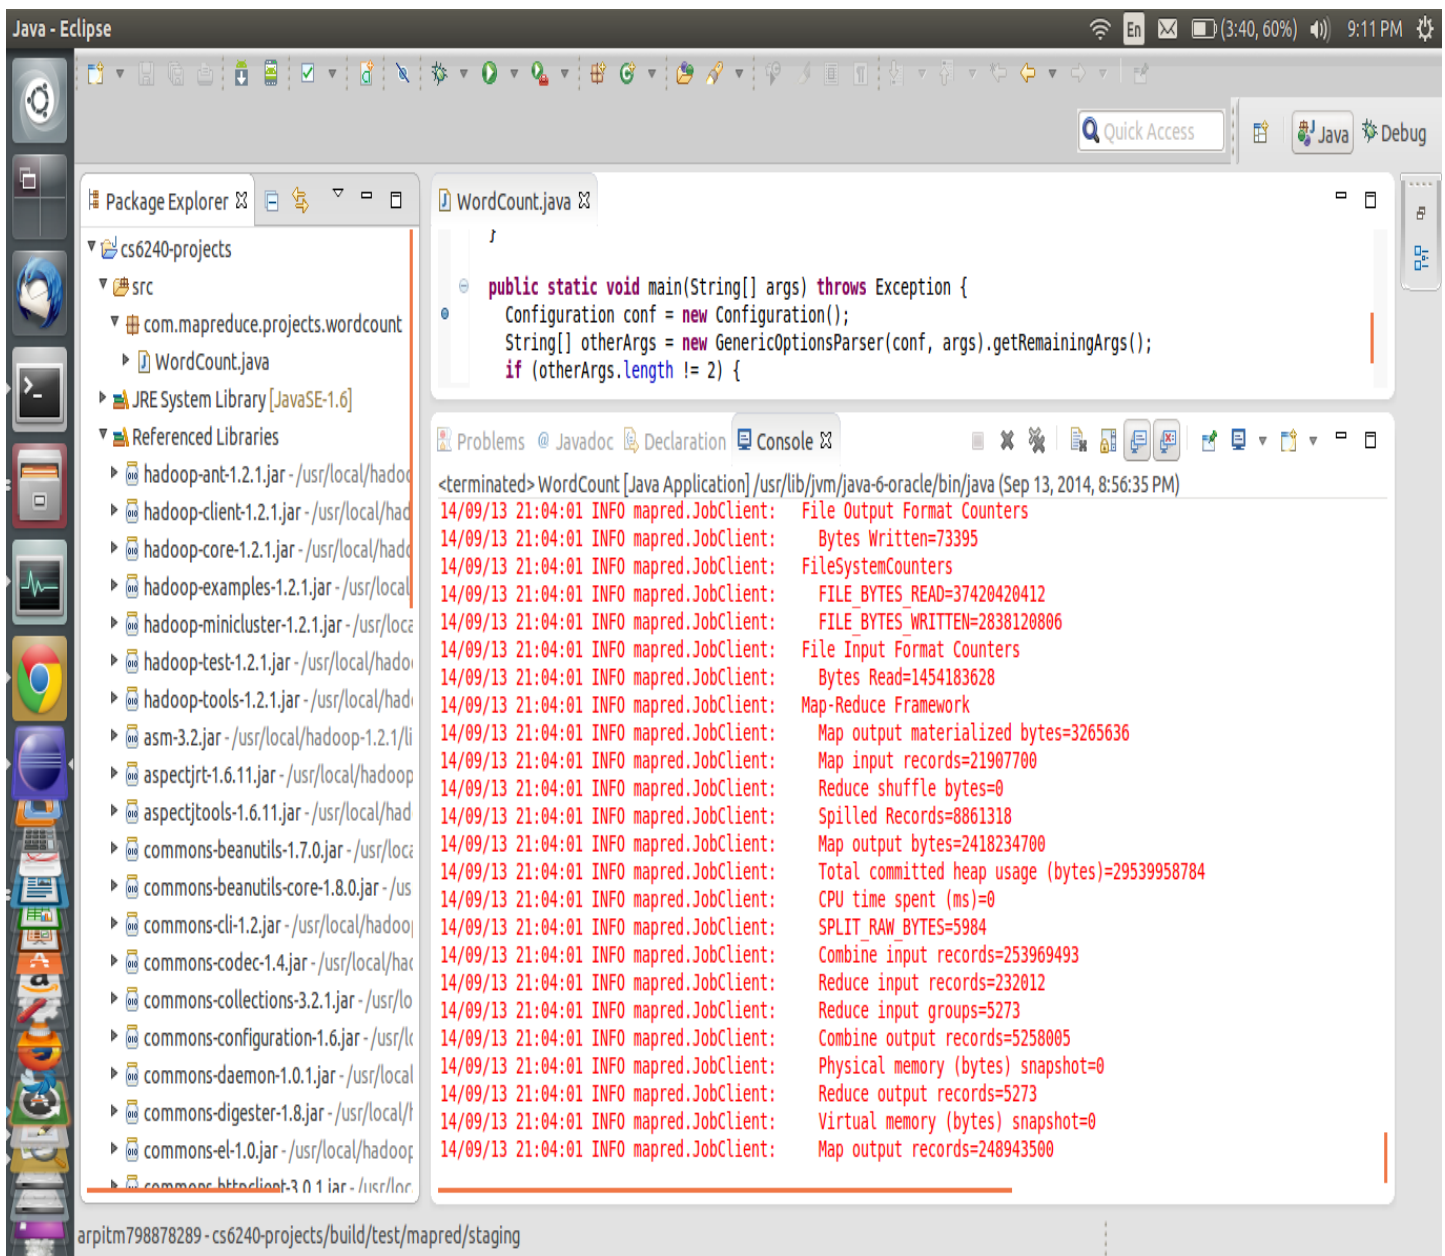 Java - Eclipse
En
(3:40, 60%)
9:11 PM
Quick Access
Java
Debug
Package Explorer
cs6240-projects
src
com.mapreduce.projects.wordcount
WordCount.java
JRE System Library [JavaSE-1.6]
Referenced Libraries
hadoop-ant-1.2.1.jar - /usr/local/hadoo
hadoop-client-1.2.1.jar - /usr/local/had
hadoop-core-1.2.1.jar - /usr/local/hado
hadoop-examples-1.2.1.jar - /usr/local
hadoop-minicluster-1.2.1.jar - /usr/loca
hadoop-test-1.2.1.jar - /usr/local/hadoo
hadoop-tools-1.2.1.jar - /usr/local/had
asm-3.2.jar - /usr/local/hadoop-1.2.1/li
aspectjrt-1.6.11.jar - /usr/local/hadoop
aspectjtools-1.6.11.jar - /usr/local/had
commons-beanutils-1.7.0.jar - /usr/loca
commons-beanutils-core-1.8.0.jar - /us
commons-cli-1.2.jar - /usr/local/hadoop
commons-codec-1.4.jar - /usr/local/had
commons-collections-3.2.1.jar - /usr/lo
commons-configuration-1.6.jar - /usr/lo
commons-daemon-1.0.1.jar - /usr/local
commons-digester-1.8.jar - /usr/local/h
commons-el-1.0.jar - /usr/local/hadoop
commons-httpclient-3.0.1.jar - /usr/loc
WordCount.java
}
public static void main(String[] args) throws Exception {
Configuration conf = new Configuration();
String[] otherArgs = new GenericOptionsParser(conf, args).getRemainingArgs();
if (otherArgs.length != 2) {
Problems @ Javadoc Declaration Console
<terminated> WordCount [Java Application] /usr/lib/jvm/java-6-oracle/bin/java (Sep 13, 2014, 8:56:35 PM)
14/09/13 21:04:01 INFO mapred.JobClient:   File Output Format Counters
14/09/13 21:04:01 INFO mapred.JobClient:     Bytes Written=73395
14/09/13 21:04:01 INFO mapred.JobClient:   FileSystemCounters
14/09/13 21:04:01 INFO mapred.JobClient:     FILE_BYTES_READ=37420420412
14/09/13 21:04:01 INFO mapred.JobClient:     FILE_BYTES_WRITTEN=2838120806
14/09/13 21:04:01 INFO mapred.JobClient:   File Input Format Counters
14/09/13 21:04:01 INFO mapred.JobClient:     Bytes Read=1454183628
14/09/13 21:04:01 INFO mapred.JobClient:   Map-Reduce Framework
14/09/13 21:04:01 INFO mapred.JobClient:     Map output materialized bytes=3265636
14/09/13 21:04:01 INFO mapred.JobClient:     Map input records=21907700
14/09/13 21:04:01 INFO mapred.JobClient:     Reduce shuffle bytes=0
14/09/13 21:04:01 INFO mapred.JobClient:     Spilled Records=8861318
14/09/13 21:04:01 INFO mapred.JobClient:     Map output bytes=2418234700
14/09/13 21:04:01 INFO mapred.JobClient:     Total committed heap usage (bytes)=29539958784
14/09/13 21:04:01 INFO mapred.JobClient:     CPU time spent (ms)=0
14/09/13 21:04:01 INFO mapred.JobClient:     SPLIT_RAW_BYTES=5984
14/09/13 21:04:01 INFO mapred.JobClient:     Combine input records=253969493
14/09/13 21:04:01 INFO mapred.JobClient:     Reduce input records=232012
14/09/13 21:04:01 INFO mapred.JobClient:     Reduce input groups=5273
14/09/13 21:04:01 INFO mapred.JobClient:     Combine output records=5258005
14/09/13 21:04:01 INFO mapred.JobClient:     Physical memory (bytes) snapshot=0
14/09/13 21:04:01 INFO mapred.JobClient:     Reduce output records=5273
14/09/13 21:04:01 INFO mapred.JobClient:     Virtual memory (bytes) snapshot=0
14/09/13 21:04:01 INFO mapred.JobClient:     Map output records=248943500
arpitm798878289 - cs6240-projects/build/test/mapred/staging